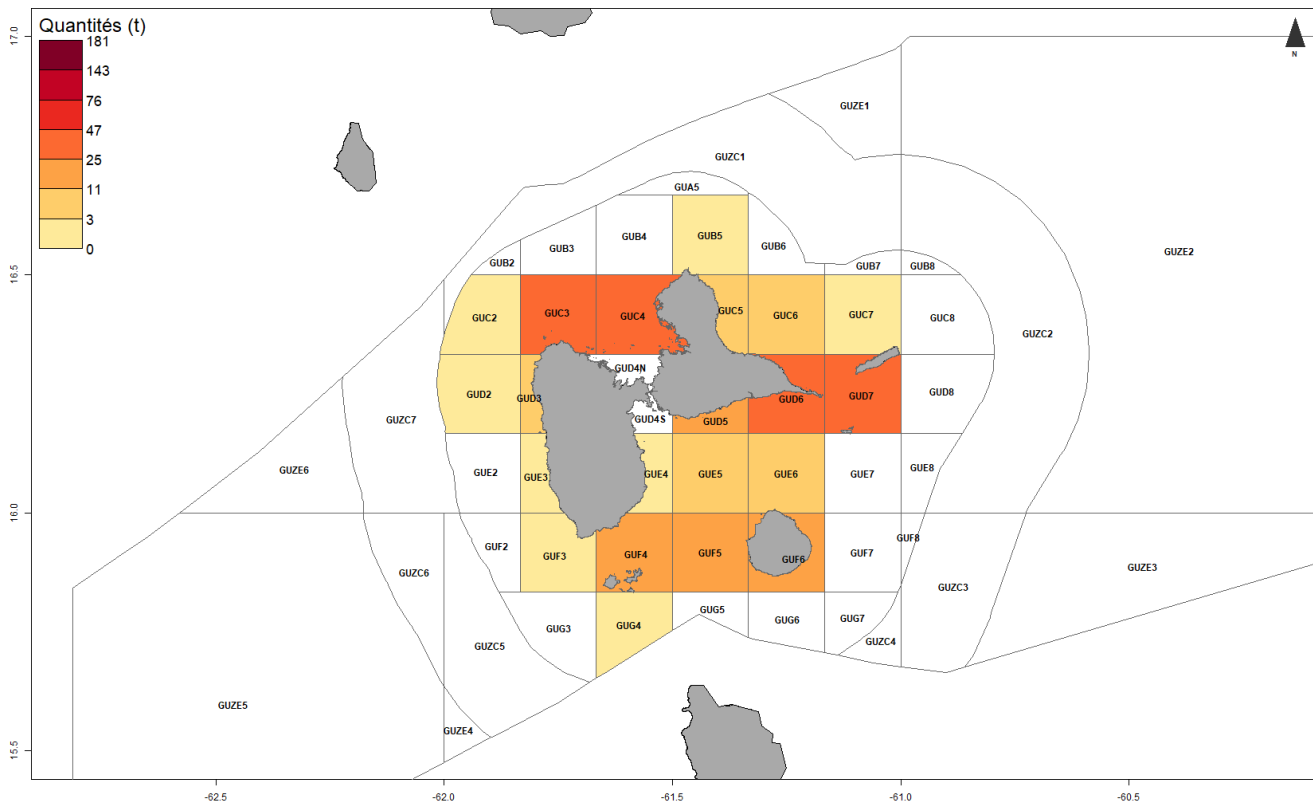 Quantités (t)
181
143
76
47
25
11
3
0
N
17.0
16.5
16.0
15.5
-62.5
-62.0
-61.5
-61.0
-60.5
GUZE1
GUZC1
GUA5
GUB2
GUB3
GUB4
GUB5
GUB6
GUB7
GUB8
GUZE2
GUC2
GUC3
GUC4
GUC5
GUC6
GUC7
GUC8
GUZC2
GUD4N
GUZC7
GUD2
GUD3
GUD4S
GUD5
GUD6
GUD7
GUD8
GUZE6
GUE2
GUE3
GUE4
GUE5
GUE6
GUE7
GUE8
GUZC6
GUF2
GUF3
GUF4
GUF5
GUF6
GUF7
GUF8
GUZC3
GUZE3
GUZC5
GUG3
GUG4
GUG5
GUG6
GUG7
GUZC4
GUZE5
GUZE4